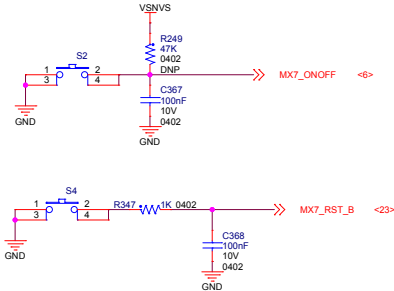 VSNVS
R249
47K
0402
DNP
S2
1 2
3 4
MX7_ONOFF <6>
C367
100nF
10V
0402
GND
GND
S4
1 2
3 4
R347 1K 0402
MX7_RST_B <23>
C368
100nF
10V
0402
GND
GND